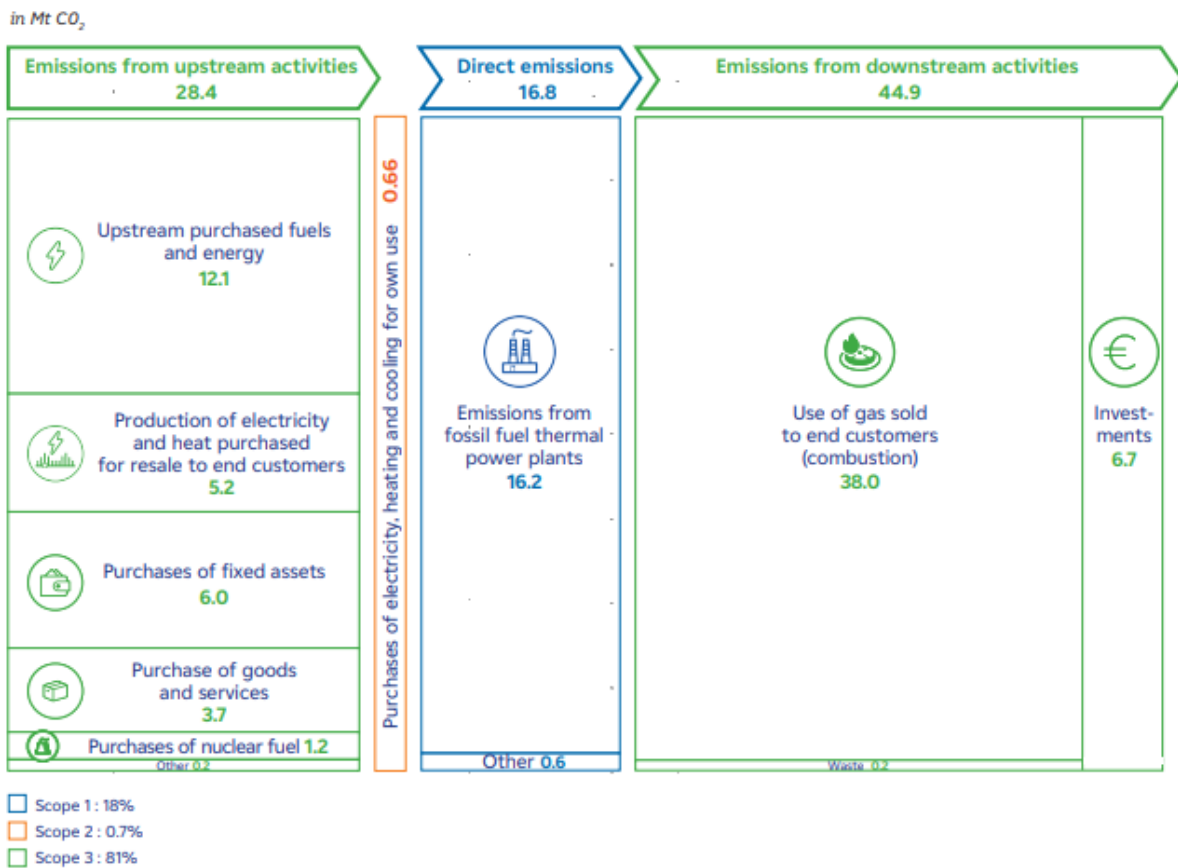 in Mt CO2
Emissions from upstream activities
28.4
Direct emissions
16.8
Emissions from downstream activities
44.9
Upstream purchased fuels
and energy
12.1
Production of electricity
and heat purchased
for resale to end customers
5.2
Purchases of fixed assets
6.0
Purchase of goods
and services
3.7
Purchases of nuclear fuel 1.2
Other 0.2
Purchases of electricity, heating and cooling for own use 0.66
Emissions from
fossil fuel thermal
power plants
16.2
Other 0.6
Use of gas sold
to end customers
(combustion)
38.0
Waste 0.2
€
Invest-
ments
6.7
Scope 1 : 18%
Scope 2 : 0.7%
Scope 3 : 81%